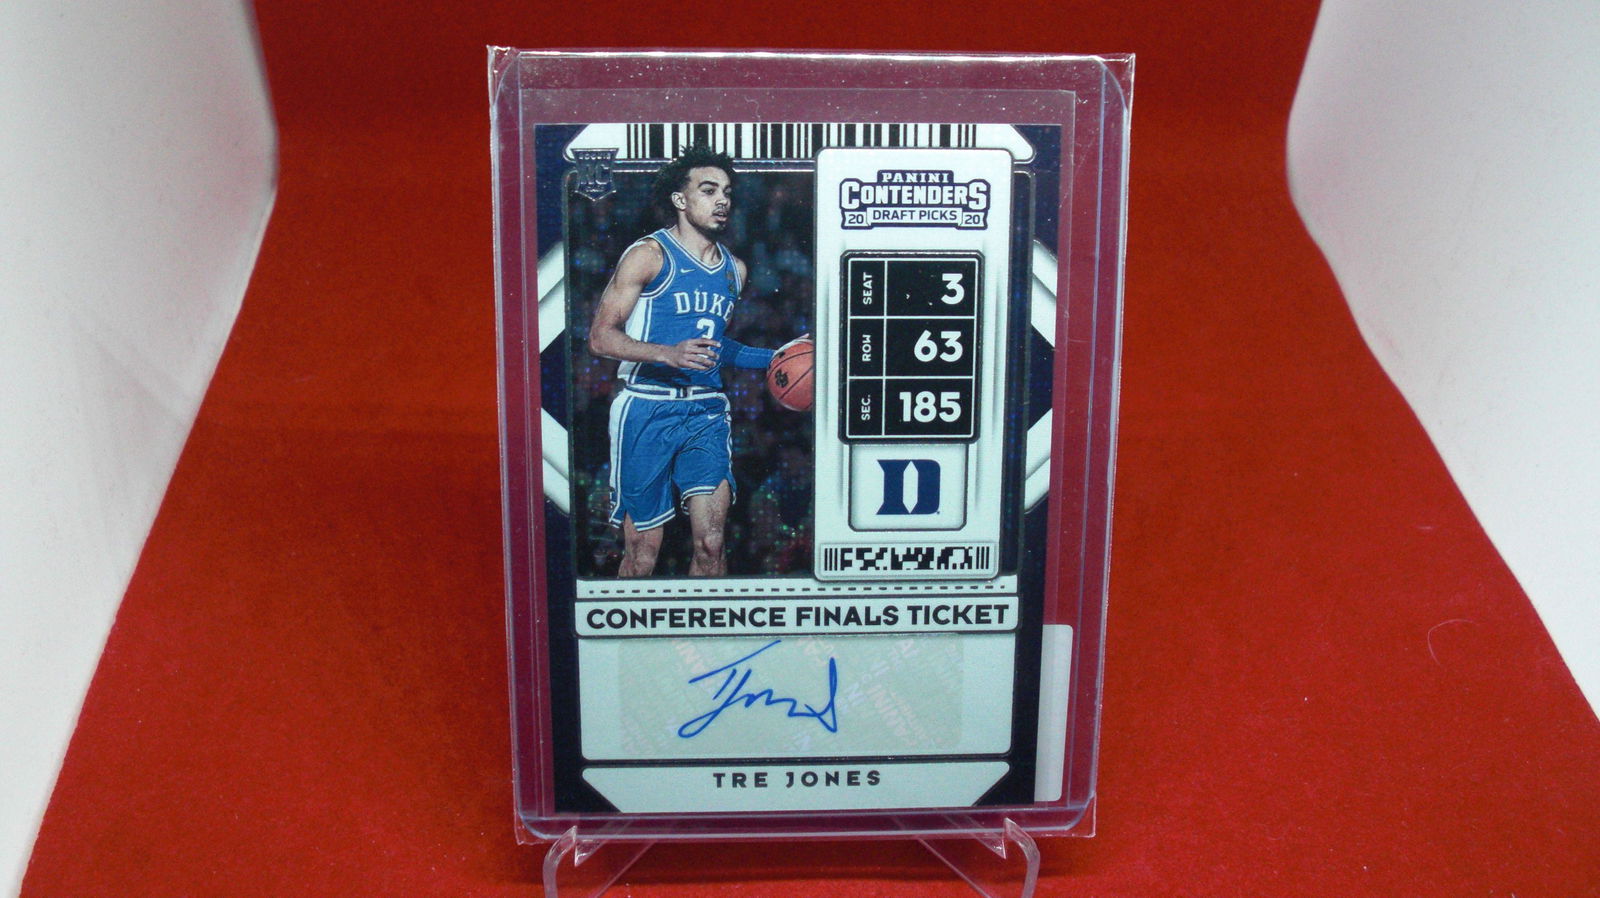 RC
PANINI
CONTENDERS
20 DRAFT PICKS 20
SEAT 3
ROW 63
SEC. 185
DUKE
3
D
CONFERENCE FINALS TICKET
TJones
TRE JONES